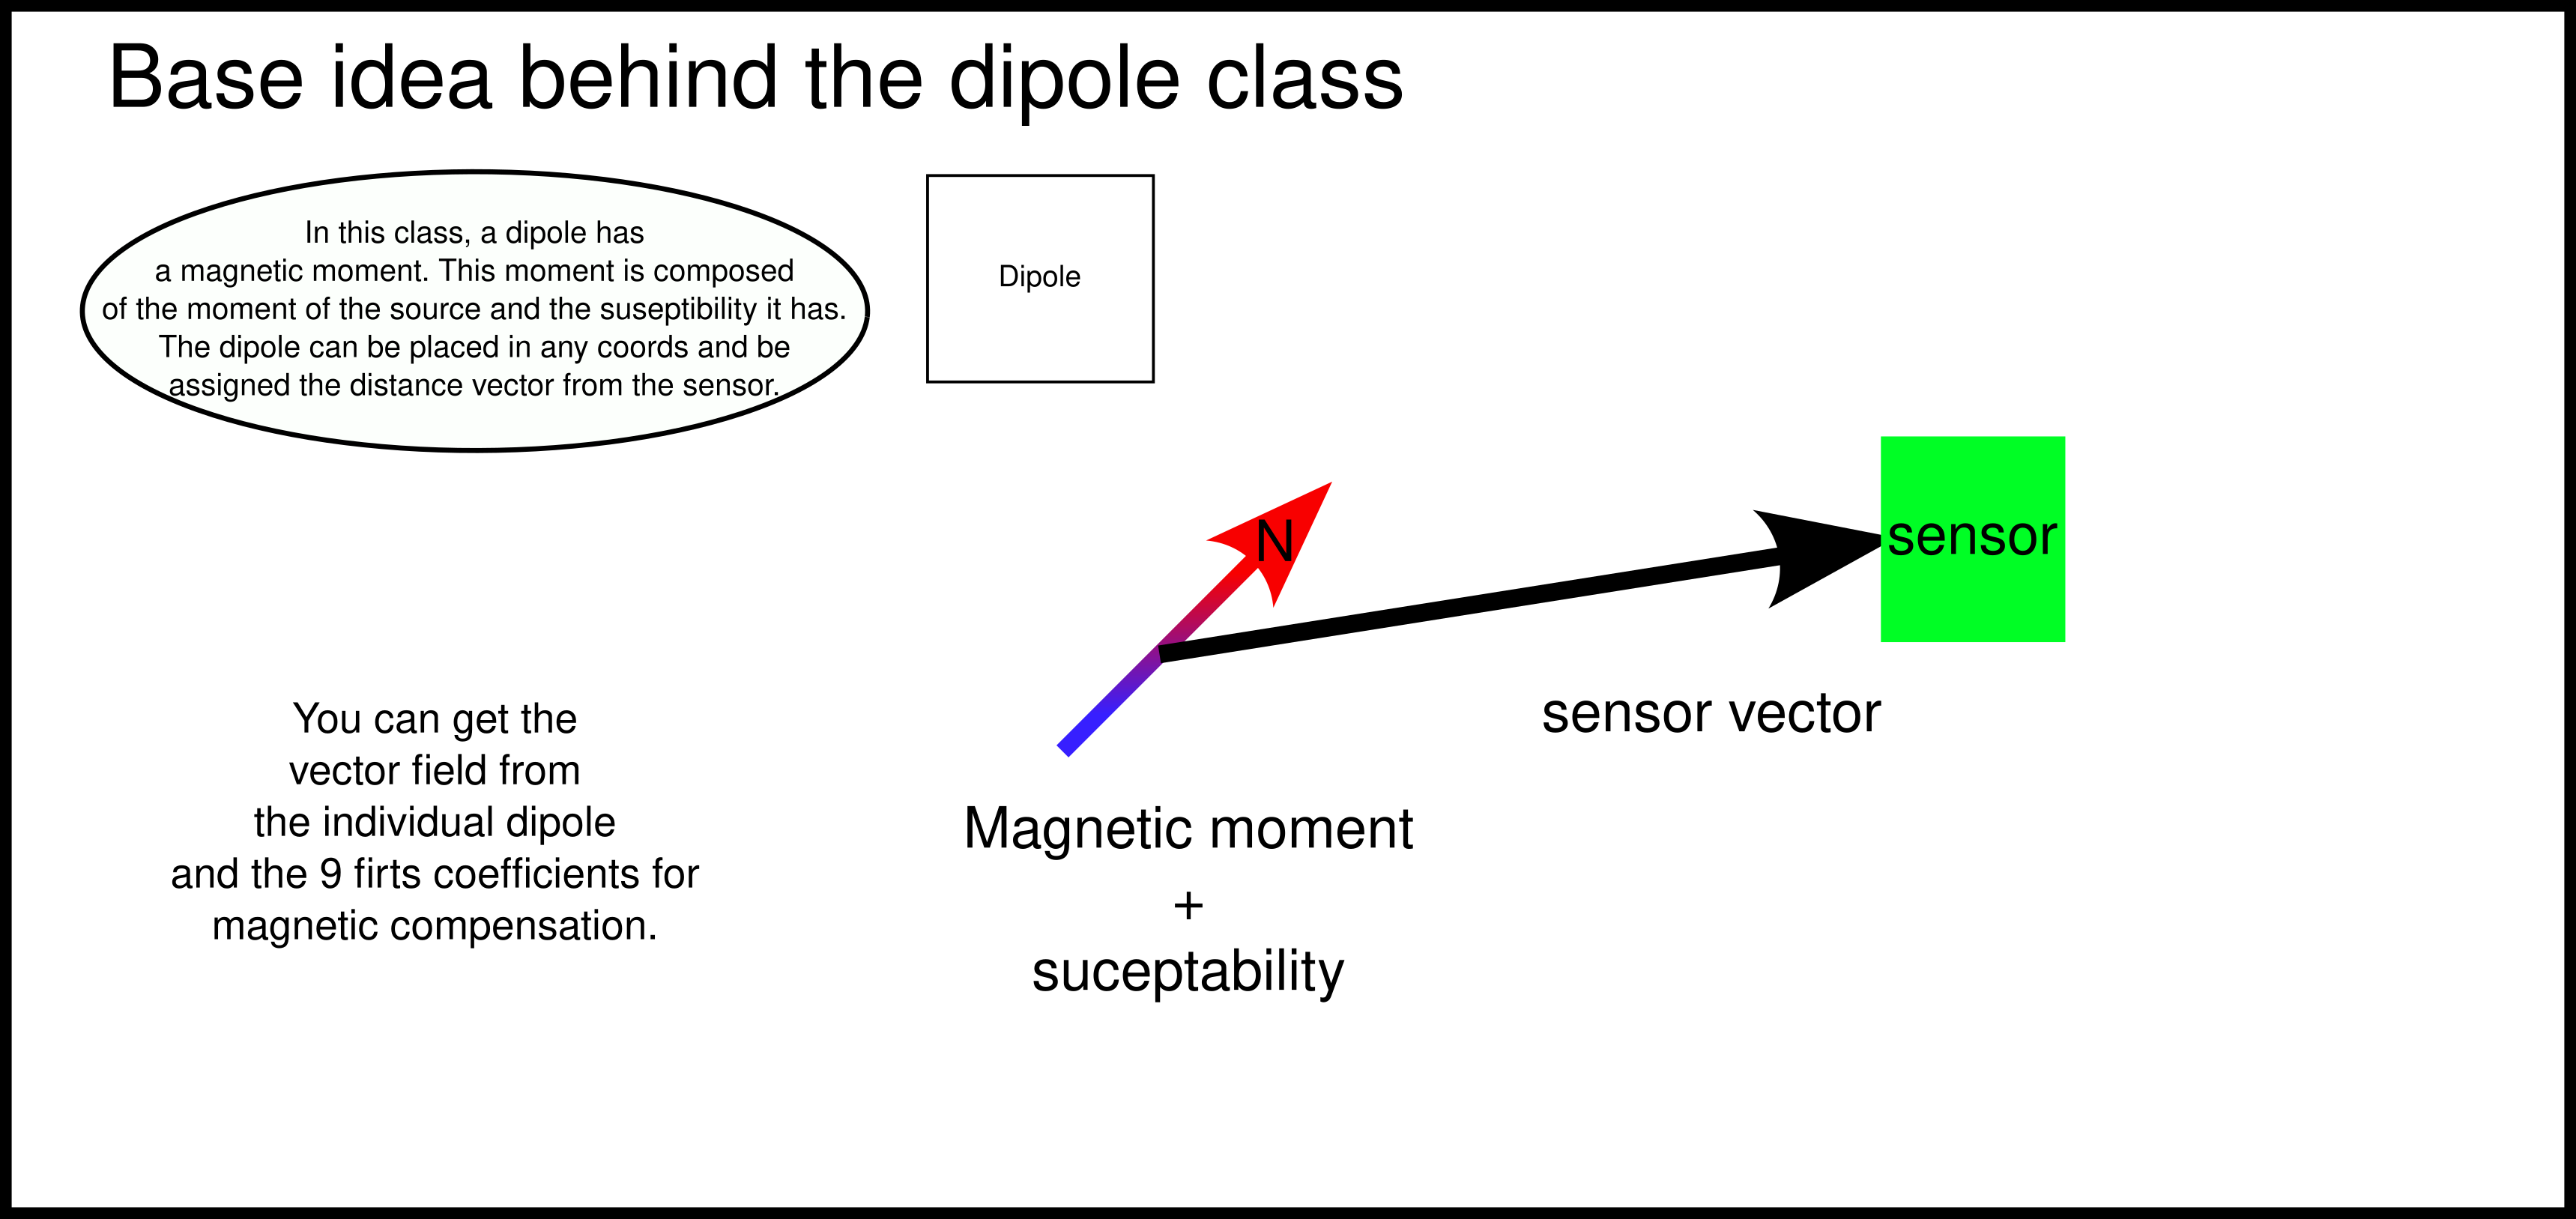 Base idea behind the dipole class
In this class, a dipole has
a magnetic moment. This moment is composed
of the moment of the source and the suseptibility it has.
The dipole can be placed in any coords and be
assigned the distance vector from the sensor.
Dipole
N
sensor
sensor vector
You can get the
vector field from
the individual dipole
and the 9 firts coefficients for
magnetic compensation.
Magnetic moment
+
suceptability